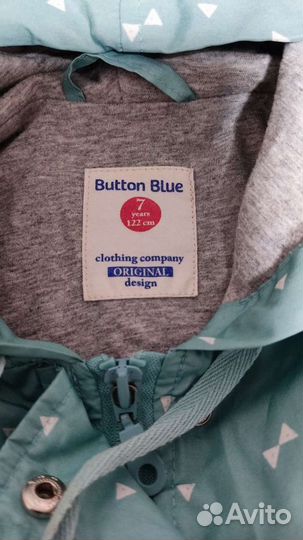 Button Blue
7
years
122 cm
clothing company
ORIGINAL
design
Avito